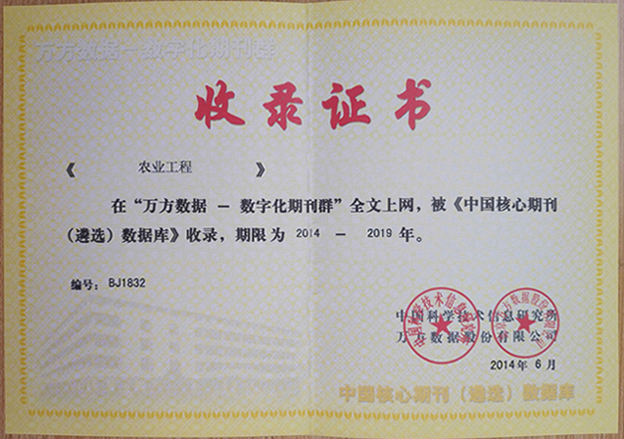 万方数据－数字化期刊群
收录证书
《 农业工程 》
在“万方数据 － 数字化期刊群”全文上网，被《中国核心期刊
（遴选）数据库》收录，期限为 2014 － 2019 年。
编号：BJ1832
中国科学技术信息研究所
万方数据股份有限公司
2014年 6月
中国核心期刊（遴选）数据库